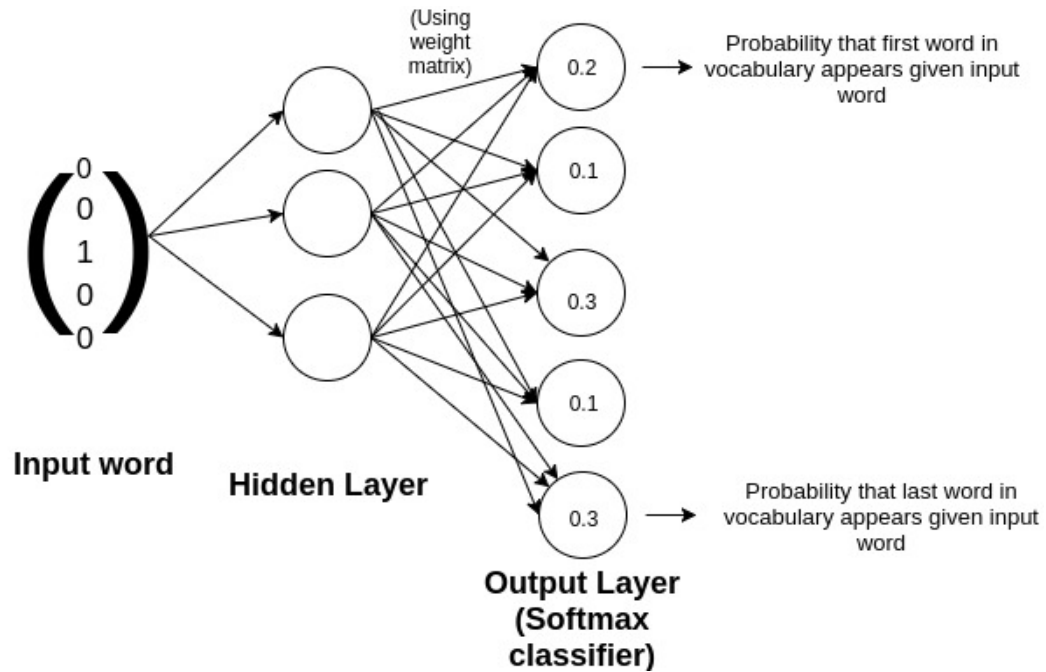 (Using
weight
matrix)
0.2
Probability that first word in
vocabulary appears given input
word
0.1
0
0
1
0
0
0.3
0.1
Input word
Hidden Layer
0.3
Probability that last word in
vocabulary appears given input
word
Output Layer
(Softmax
classifier)